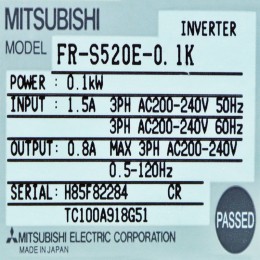 MITSUBISHI
INVERTER
MODEL FR-S520E-0.1K
POWER : 0.1kW
INPUT : 1.5A 3PH AC200-240V 50Hz
3PH AC200-240V 60Hz
OUTPUT: 0.8A MAX 3PH AC200-240V
0.5-120Hz
SERIAL: H85F82284 CR
TC100A918G51
PASSED
MITSUBISHI ELECTRIC CORPORATION
MADE IN JAPAN